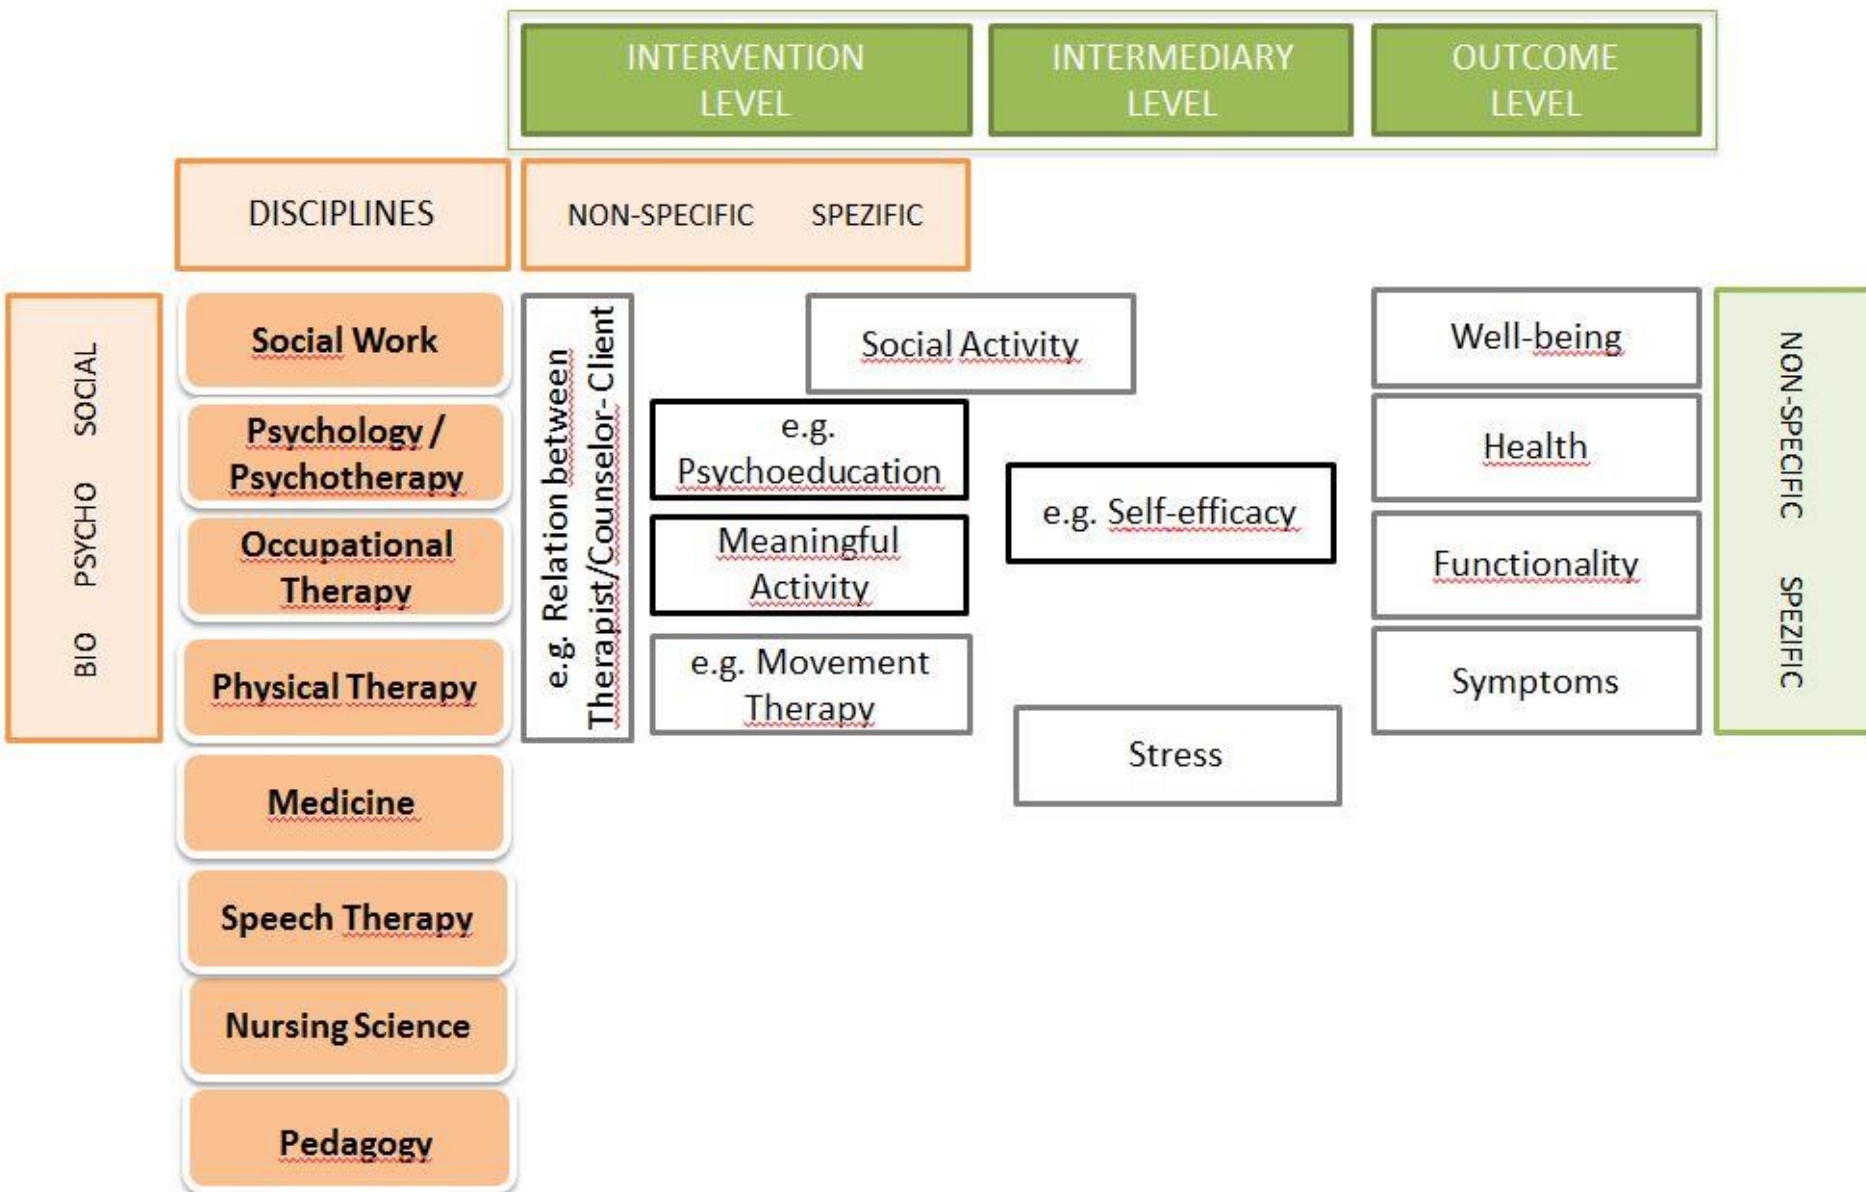 INTERVENTION
LEVEL
INTERMEDIARY
LEVEL
OUTCOME
LEVEL
DISCIPLINES
NON-SPECIFIC SPEZIFIC
BIO PSYCHO SOCIAL
Social Work
Psychology /
Psychotherapy
Occupational
Therapy
Physical Therapy
Medicine
Speech Therapy
Nursing Science
Pedagogy
e.g. Relation between
Therapist/Counselor- Client
Social Activity
e.g.
Psychoeducation
Meaningful
Activity
e.g. Movement
Therapy
e.g. Self-efficacy
Stress
Well-being
Health
Functionality
Symptoms
NON-SPECIFIC SPEZIFIC